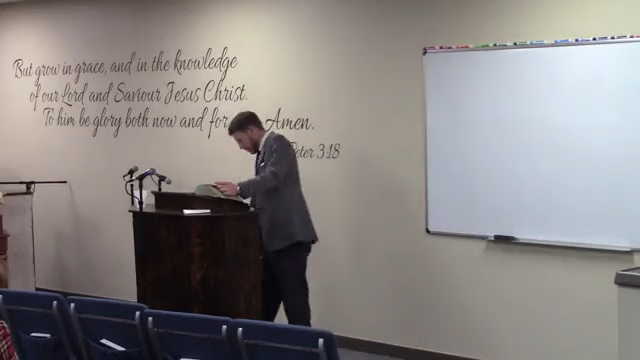 But grow in grace, and in the knowledge
of our Lord and Saviour Jesus Christ.
To him be glory both now and for Amen.
Peter 3:18